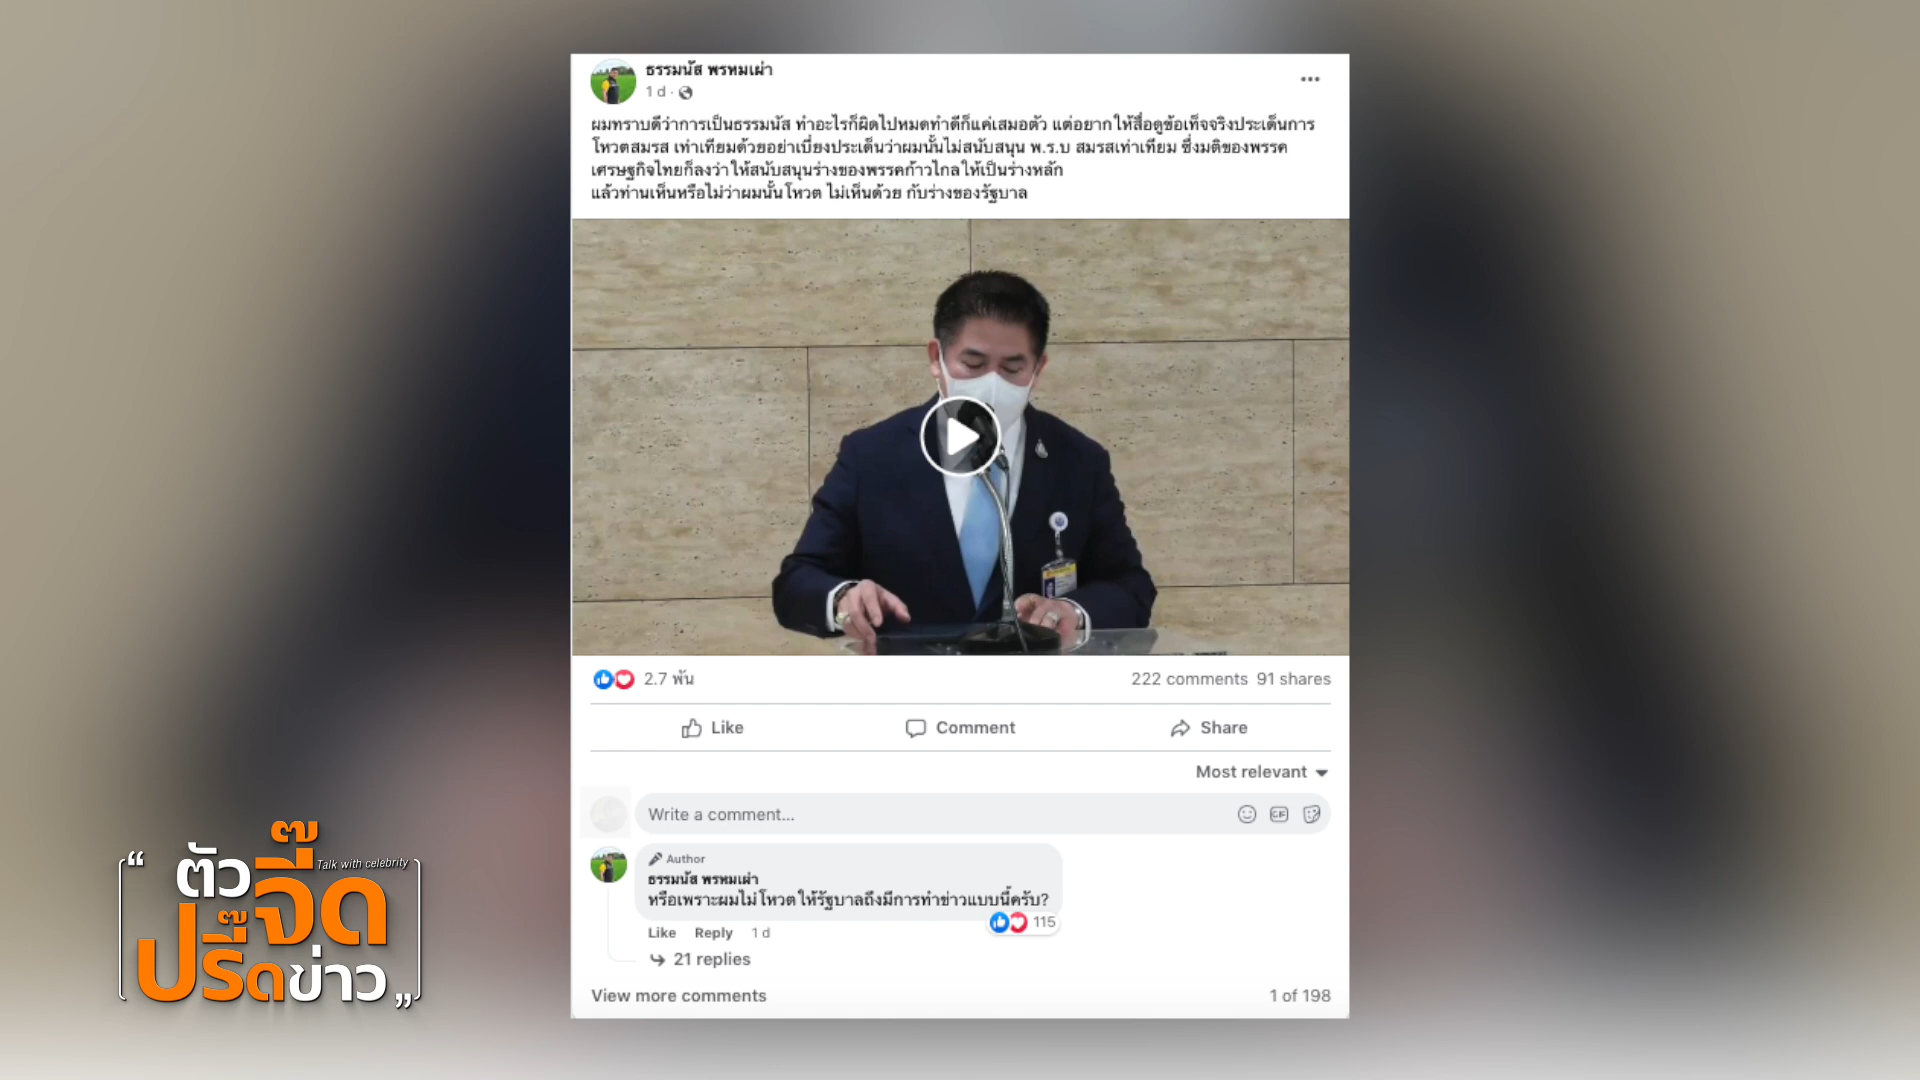 ธรรมนัส พรหมเผ่า
1 d ·
ผมทราบดีว่าการเป็นธรรมนัส ทำอะไรก็ผิดไปหมดทำดีก็แค่เสมอตัว แต่อยากให้สื่อดูข้อเท็จจริงประเด็นการ
โหวตสมรส เท่าเทียมด้วยอย่าเบี่ยงประเด็นว่าผมนั้นไม่สนับสนุน พ.ร.บ สมรสเท่าเทียม ซึ่งมติของพรรค
เศรษฐกิจไทยก็ลงว่าให้สนับสนุนร่างของพรรคก้าวไกลให้เป็นร่างหลัก
แล้วท่านเห็นหรือไม่ว่าผมนั้นโหวต ไม่เห็นด้วย กับร่างของรัฐบาล
2.7 พัน
222 comments 91 shares
Like Comment Share
Most relevant
Write a comment...
GIF
Author
ธรรมนัส พรหมเผ่า
หรือเพราะผมไม่โหวตให้รัฐบาลถึงมีการทำข่าวแบบนี้ครับ?
115
Like Reply 1 d
21 replies
View more comments
1 of 198
“ตัวจี๊ด
Talk with celebrity
ปรี๊ดข่าว”